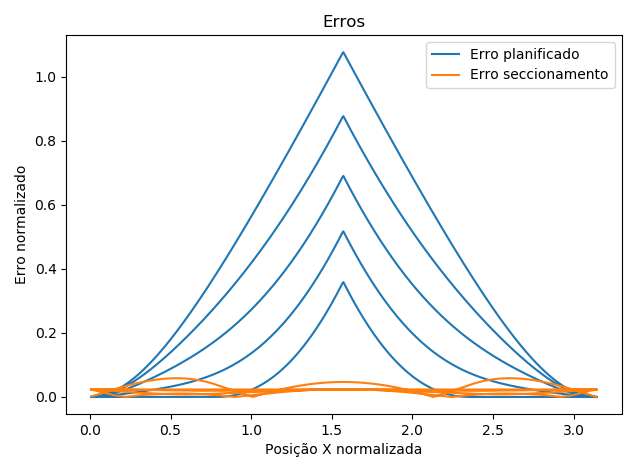 Erros
Erro planificado
Erro seccionamento
Erro normalizado
1.0
0.8
0.6
0.4
0.2
0.0
0.0 0.5 1.0 1.5 2.0 2.5 3.0
Posição X normalizada